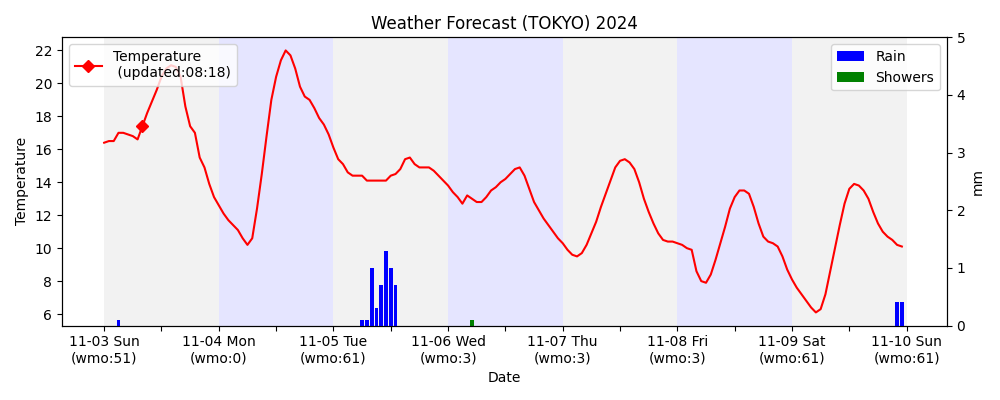 Weather Forecast (TOKYO) 2024
Temperature
(updated:08:18)
Rain
Showers
22
20
18
16
14
12
10
8
6
Temperature
5
4
3
2
1
0
mm
11-03 Sun
(wmo:51)
11-04 Mon
(wmo:0)
11-05 Tue
(wmo:61)
11-06 Wed
(wmo:3)
11-07 Thu
(wmo:3)
11-08 Fri
(wmo:3)
11-09 Sat
(wmo:61)
11-10 Sun
(wmo:61)
Date